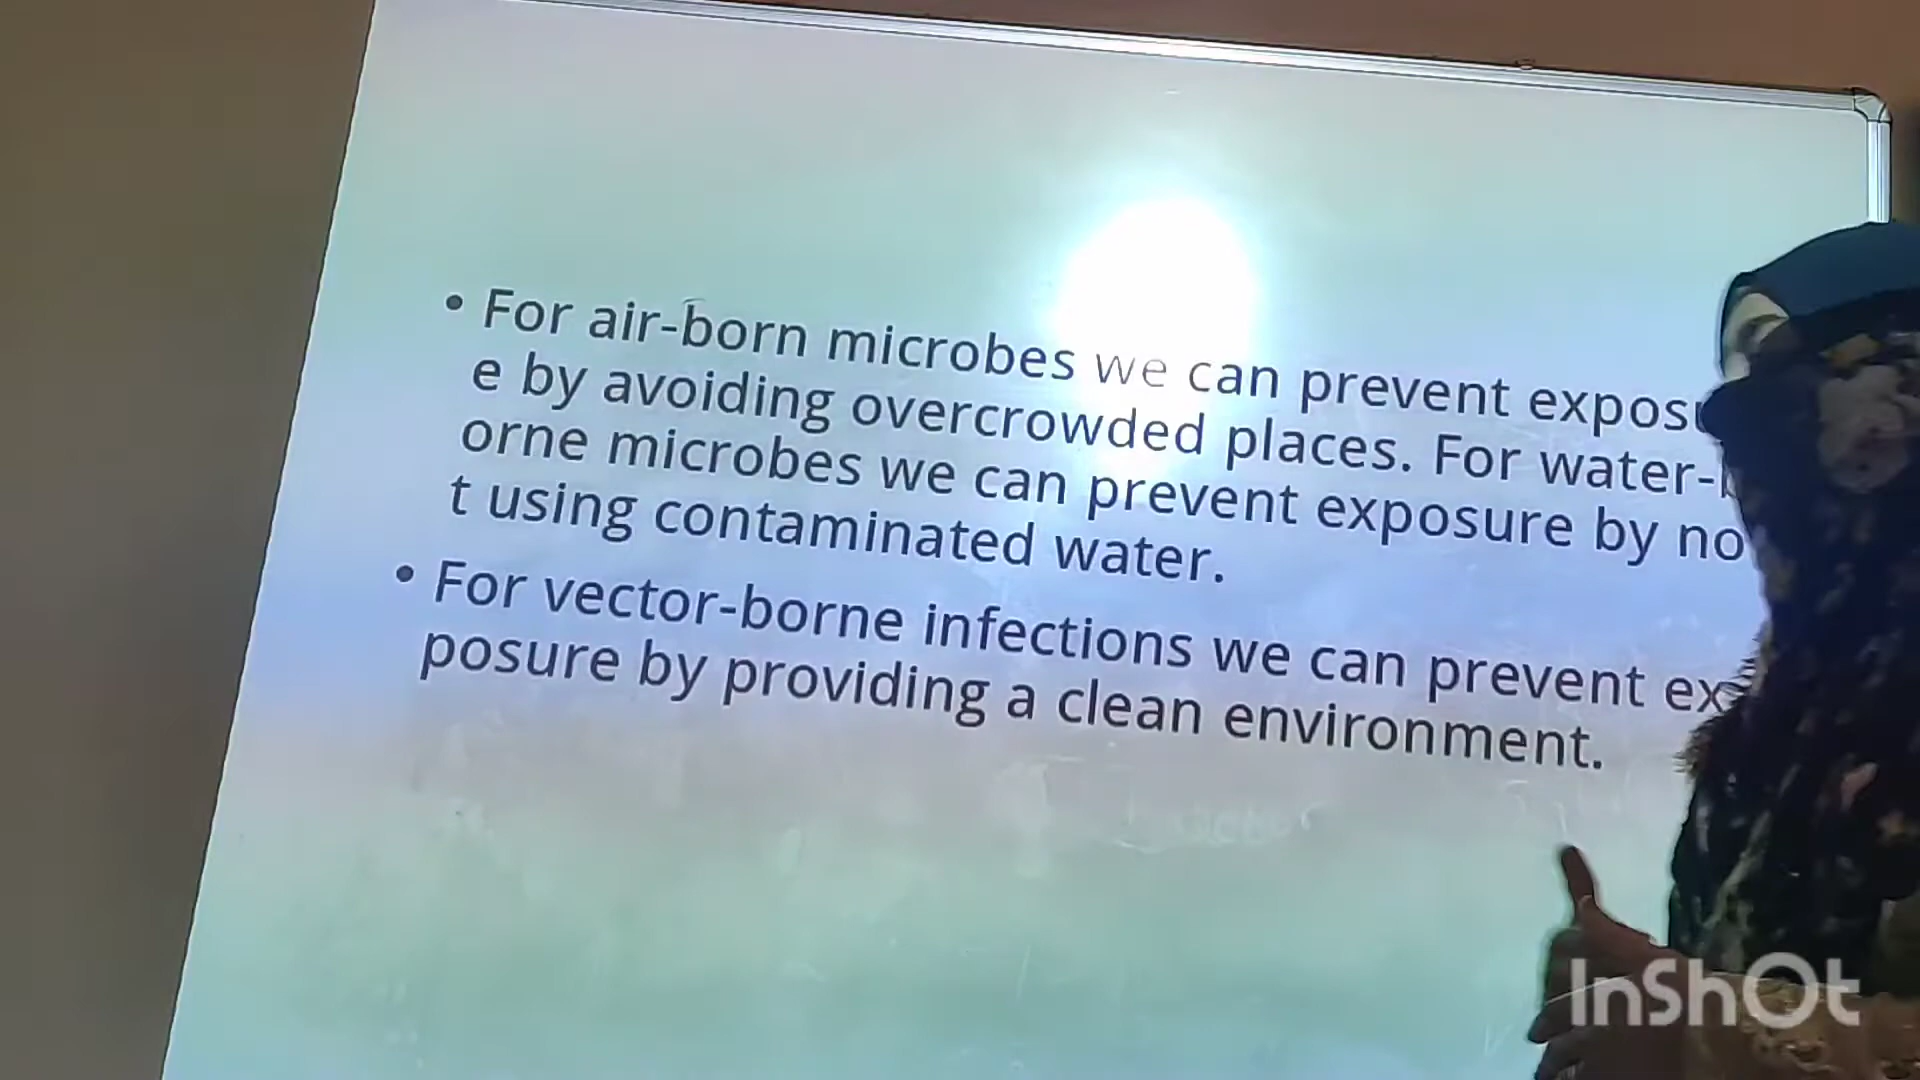 • For air-born microbes we can prevent exposu
e by avoiding overcrowded places. For water-b
orne microbes we can prevent exposure by no
t using contaminated water.
• For vector-borne infections we can prevent ex
posure by providing a clean environment.
InShOt